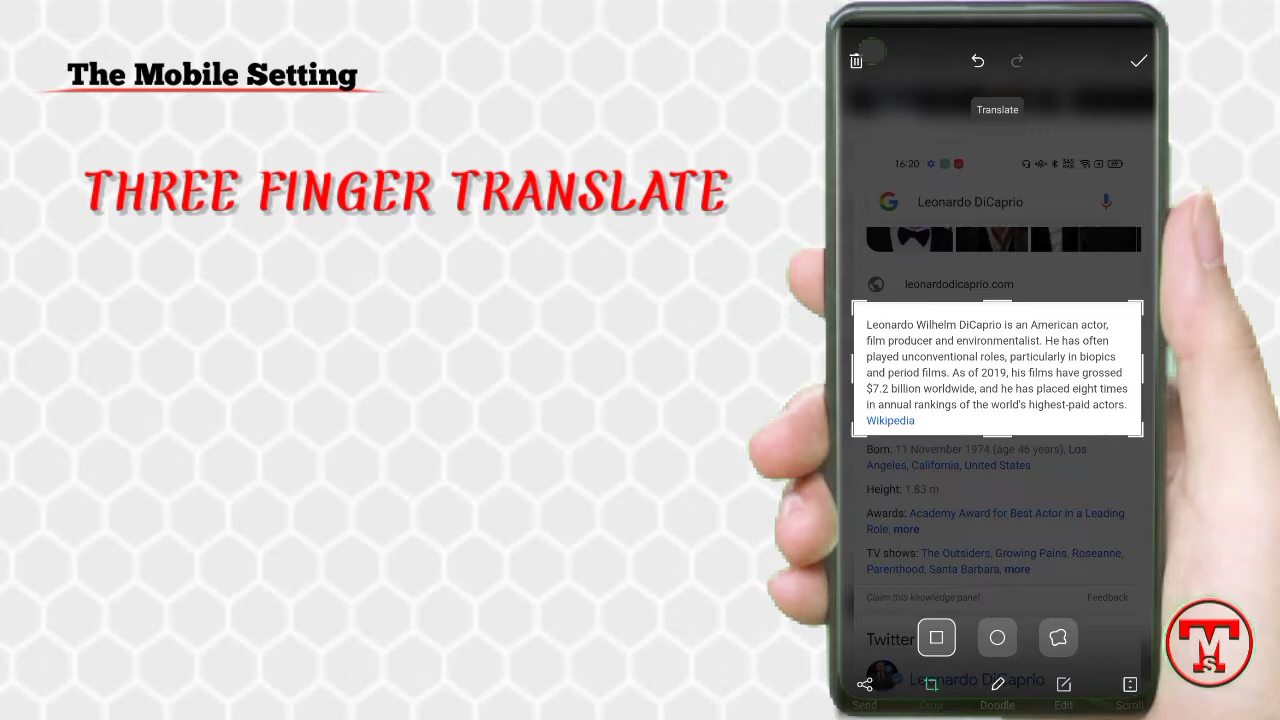 The Mobile Setting
THREE FINGER TRANSLATE
Translate
16:20
Leonardo DiCaprio
leonardodicaprio.com
Leonardo Wilhelm DiCaprio is an American actor,
film producer and environmentalist. He has often
played unconventional roles, particularly in biopics
and period films. As of 2019, his films have grossed
$7.2 billion worldwide, and he has placed eight times
in annual rankings of the world's highest-paid actors.
Wikipedia
Born: 11 November 1974 (age 46 years), Los
Angeles, California, United States
Height: 1.83 m
Awards: Academy Award for Best Actor in a Leading
Role, more
TV shows: The Outsiders, Growing Pains, Roseanne,
Parenthood, Santa Barbara, more
Claim this knowledge panel
Feedback
Twitter
Leonardo DiCaprio
Send Crop Doodle Edit Scroll
TMs